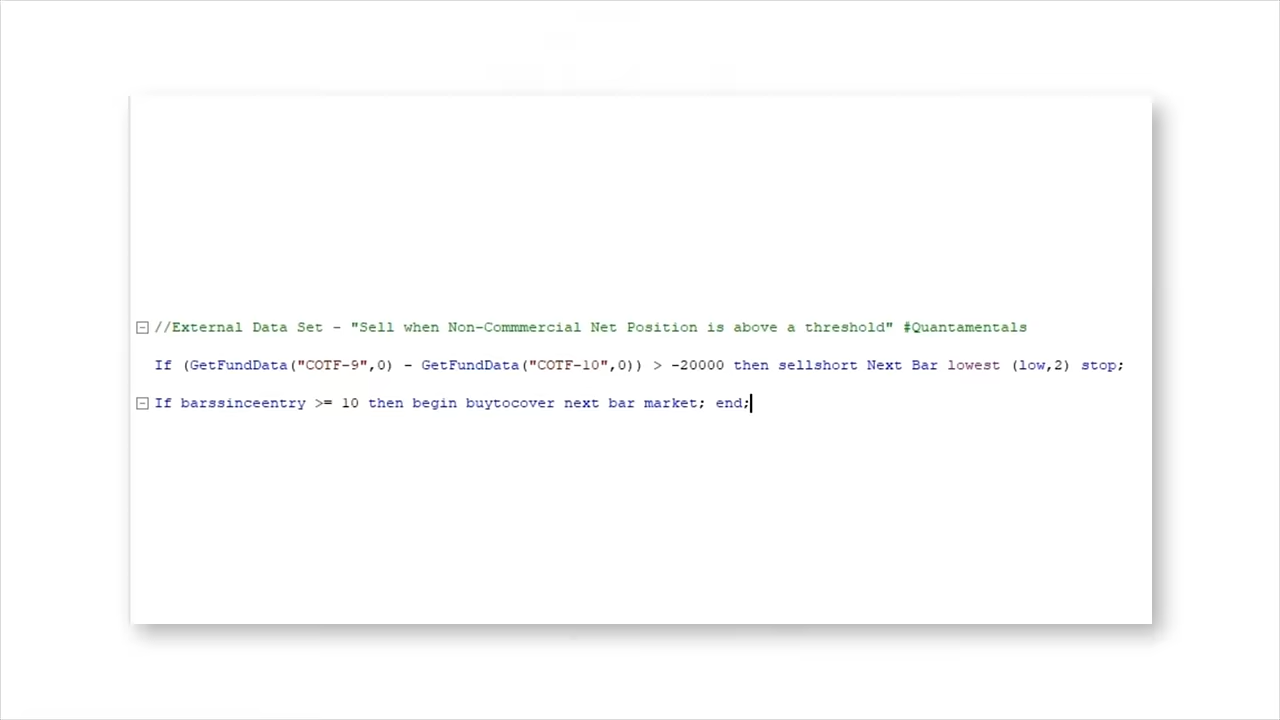 //External Data Set - "Sell when Non-Commmercial Net Position is above a threshold" #Quantamentals
If (GetFundData("COTF-9",0) - GetFundData("COTF-10",0)) > -20000 then sellshort Next Bar lowest (low,2) stop;
If barssinceentry >= 10 then begin buytocover next bar market; end;